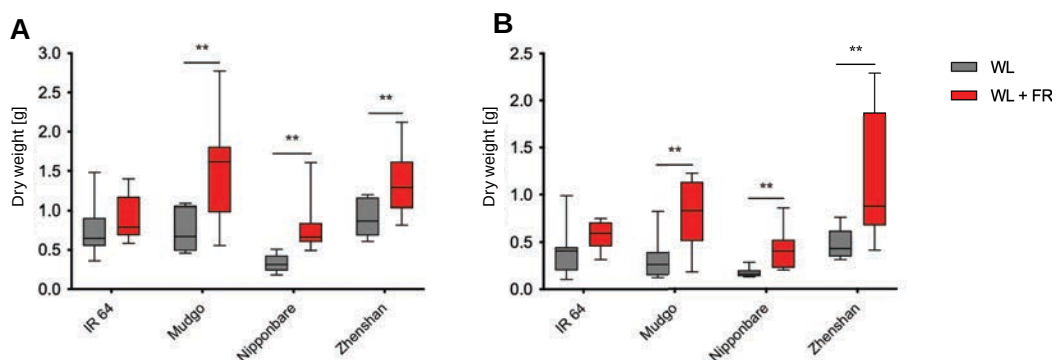 A
Dry weight [g]
3.0
2.5
2.0
1.5
1.0
0.5
0.0
**
**
**
IR 64
Mudgo
Nipponbare
Zhenshan
B
Dry weight [g]
2.5
2.0
1.5
1.0
0.5
0.0
**
**
**
IR 64
Mudgo
Nipponbare
Zhenshan
WL
WL + FR